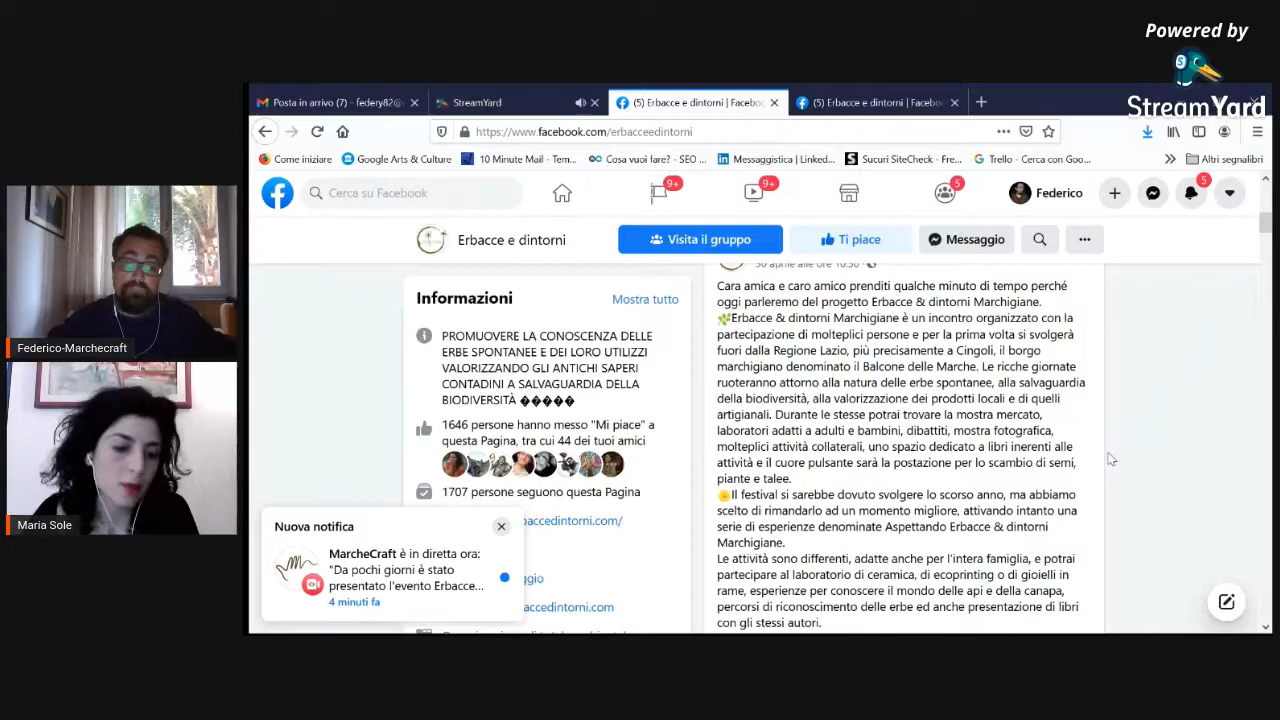 Powered by
StreamYard
Posta in arrivo (7) - federy82@
StreamYard
(5) Erbacce e dintorni | Faceboo
(5) Erbacce e dintorni | Faceboo
https://www.facebook.com/erbacceedintorni
Come iniziare
Google Arts & Culture
10 Minute Mail - Tem...
Cosa vuoi fare? - SEO ...
Messaggistica | Linked...
Sucuri SiteCheck - Fre...
Trello - Cerca con Goo...
Altri segnalibri
Cerca su Facebook
9+
9+
5
Federico
5
Erbacce e dintorni
Visita il gruppo
Ti piace
Messaggio
Informazioni
Mostra tutto
PROMUOVERE LA CONOSCENZA DELLE
ERBE SPONTANEE E DEI LORO UTILIZZI
VALORIZZANDO GLI ANTICHI SAPERI
CONTADINI A SALVAGUARDIA DELLA
BIODIVERSITÀ �����
1646 persone hanno messo "Mi piace" a
questa Pagina, tra cui 44 dei tuoi amici
1707 persone seguono questa Pagina
baccedintorni.com/
ggio
accedintorni.com
30 aprile alle ore 10:30
Cara amica e caro amico prenditi qualche minuto di tempo perché
oggi parleremo del progetto Erbacce & dintorni Marchigiane.
🌿Erbacce & dintorni Marchigiane è un incontro organizzato con la
partecipazione di molteplici persone e per la prima volta si svolgerà
fuori dalla Regione Lazio, più precisamente a Cingoli, il borgo
marchigiano denominato il Balcone delle Marche. Le ricche giornate
ruoteranno attorno alla natura delle erbe spontanee, alla salvaguardia
della biodiversità, alla valorizzazione dei prodotti locali e di quelli
artigianali. Durante le stesse potrai trovare la mostra mercato,
laboratori adatti a adulti e bambini, dibattiti, mostra fotografica,
molteplici attività collaterali, uno spazio dedicato a libri inerenti alle
attività e il cuore pulsante sarà la postazione per lo scambio di semi,
piante e talee.
🌼Il festival si sarebbe dovuto svolgere lo scorso anno, ma abbiamo
scelto di rimandarlo ad un momento migliore, attivando intanto una
serie di esperienze denominate Aspettando Erbacce & dintorni
Marchigiane.
Le attività sono differenti, adatte anche per l'intera famiglia, e potrai
partecipare al laboratorio di ceramica, di ecoprinting o di gioielli in
rame, esperienze per conoscere il mondo delle api e della canapa,
percorsi di riconoscimento delle erbe ed anche presentazione di libri
con gli stessi autori.
Nuova notifica
MarcheCraft è in diretta ora:
"Da pochi giorni è stato
presentato l'evento Erbacce...
4 minuti fa
Federico-Marchecraft
Maria Sole